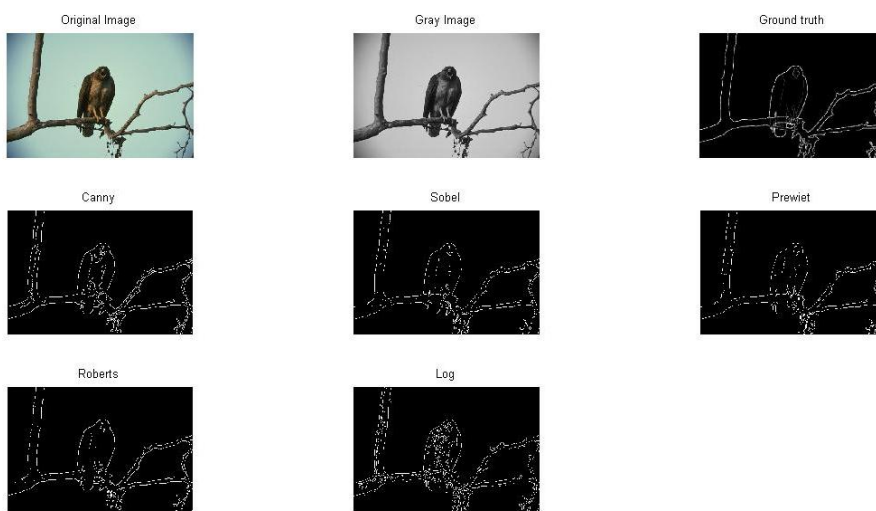 Original Image
Gray Image
Ground truth
Canny
Sobel
Prewiet
Roberts
Log